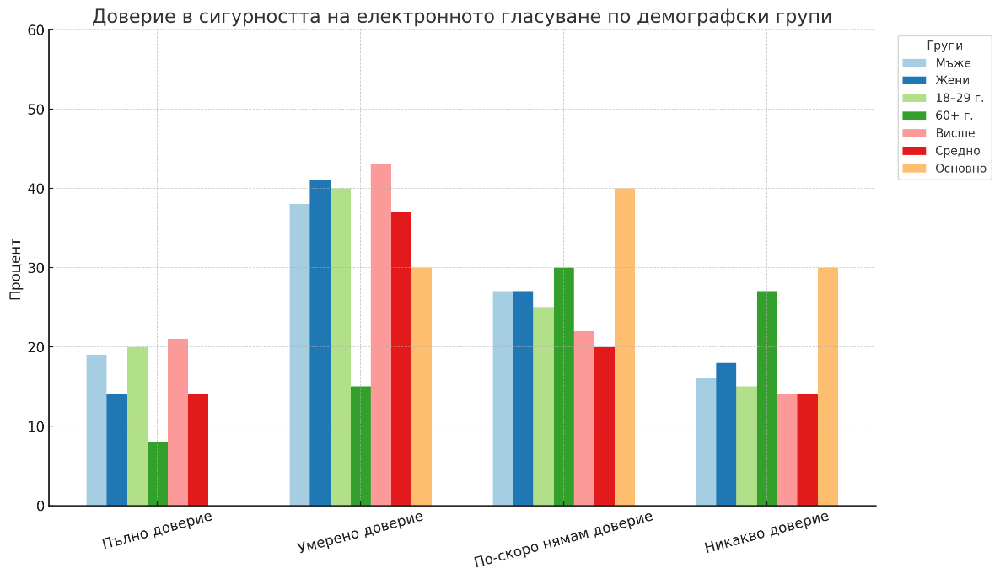 Доверие в сигурността на електронното гласуване по демографски групи
Процент
60
50
40
30
20
10
0
Пълно доверие
Умерено доверие
По-скоро нямам доверие
Никакво доверие
Групи
Мъже
Жени
18–29 г.
60+ г.
Висше
Средно
Основно